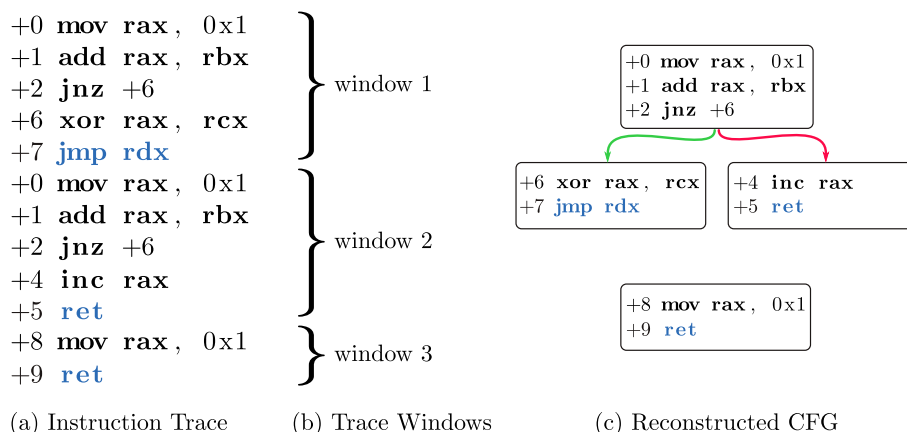 +0 mov rax, 0x1
+1 add rax, rbx
+2 jnz +6
+6 xor rax, rcx
+7 jmp rdx
+0 mov rax, 0x1
+1 add rax, rbx
+2 jnz +6
+4 inc rax
+5 ret
+8 mov rax, 0x1
+9 ret
(a) Instruction Trace
window 1
window 2
window 3
(b) Trace Windows
+0 mov rax, 0x1
+1 add rax, rbx
+2 jnz +6
+6 xor rax, rcx
+7 jmp rdx
+4 inc rax
+5 ret
+8 mov rax, 0x1
+9 ret
(c) Reconstructed CFG